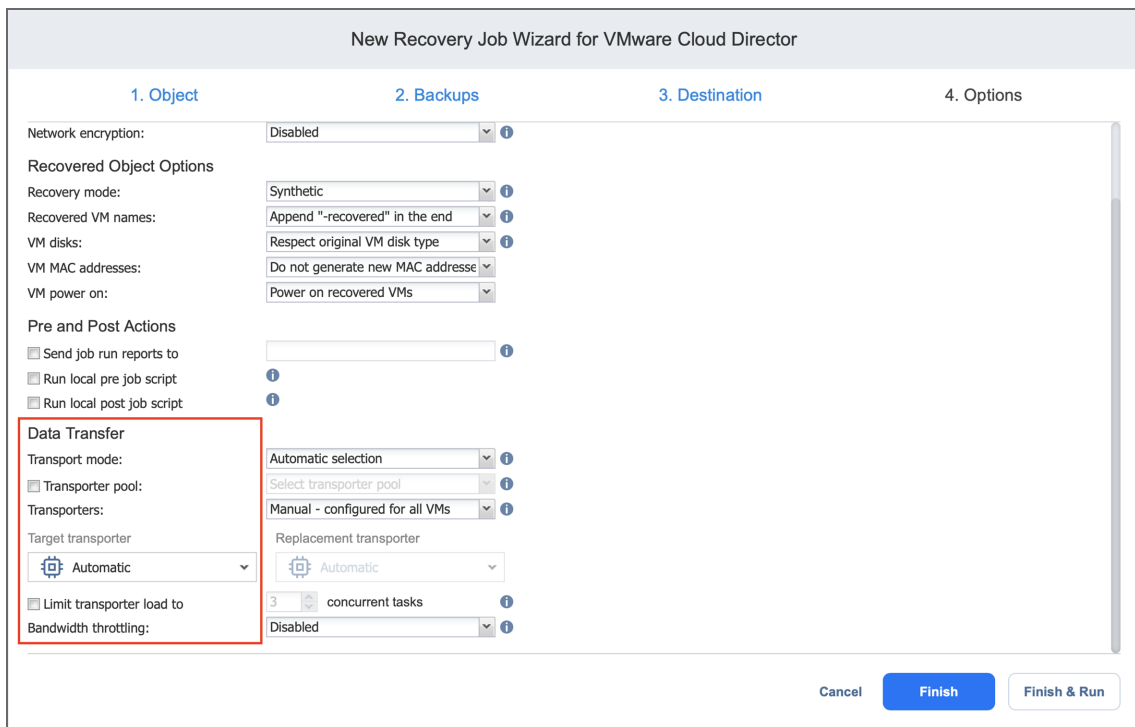 New Recovery Job Wizard for VMware Cloud Director
1. Object 2. Backups 3. Destination 4. Options
Network encryption: Disabled
Recovered Object Options
Recovery mode: Synthetic
Recovered VM names: Append "-recovered" in the end
VM disks: Respect original VM disk type
VM MAC addresses: Do not generate new MAC addresse
VM power on: Power on recovered VMs
Pre and Post Actions
Send job run reports to
Run local pre job script
Run local post job script
Data Transfer
Transport mode: Automatic selection
Transporter pool: Select transporter pool
Transporters: Manual - configured for all VMs
Target transporter Replacement transporter
Automatic Automatic
Limit transporter load to 3 concurrent tasks
Bandwidth throttling: Disabled
Cancel Finish Finish & Run